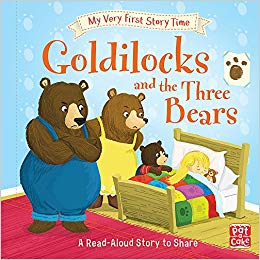 My Very First Story Time
Goldilocks
and the Three
Bears
A Read-Aloud Story to Share
Pat
a
Cake